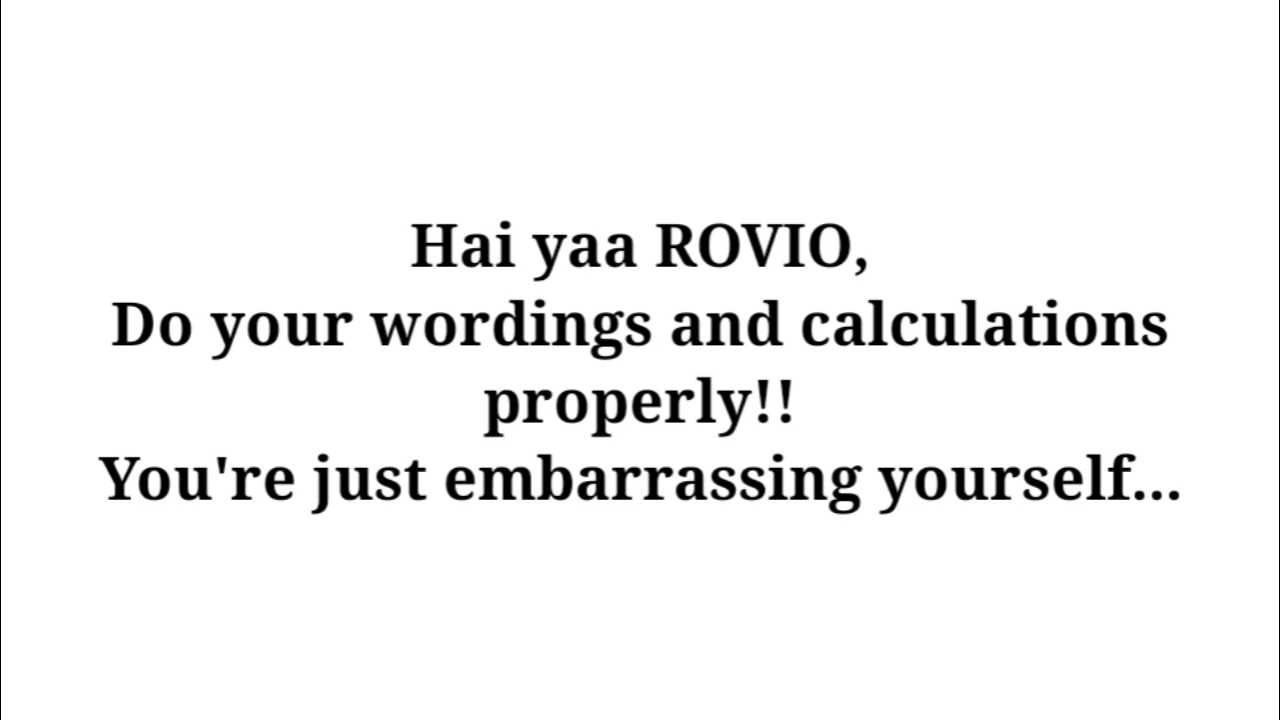 Hai yaa ROVIO,
Do your wordings and calculations
properly!!
You're just embarrassing yourself...